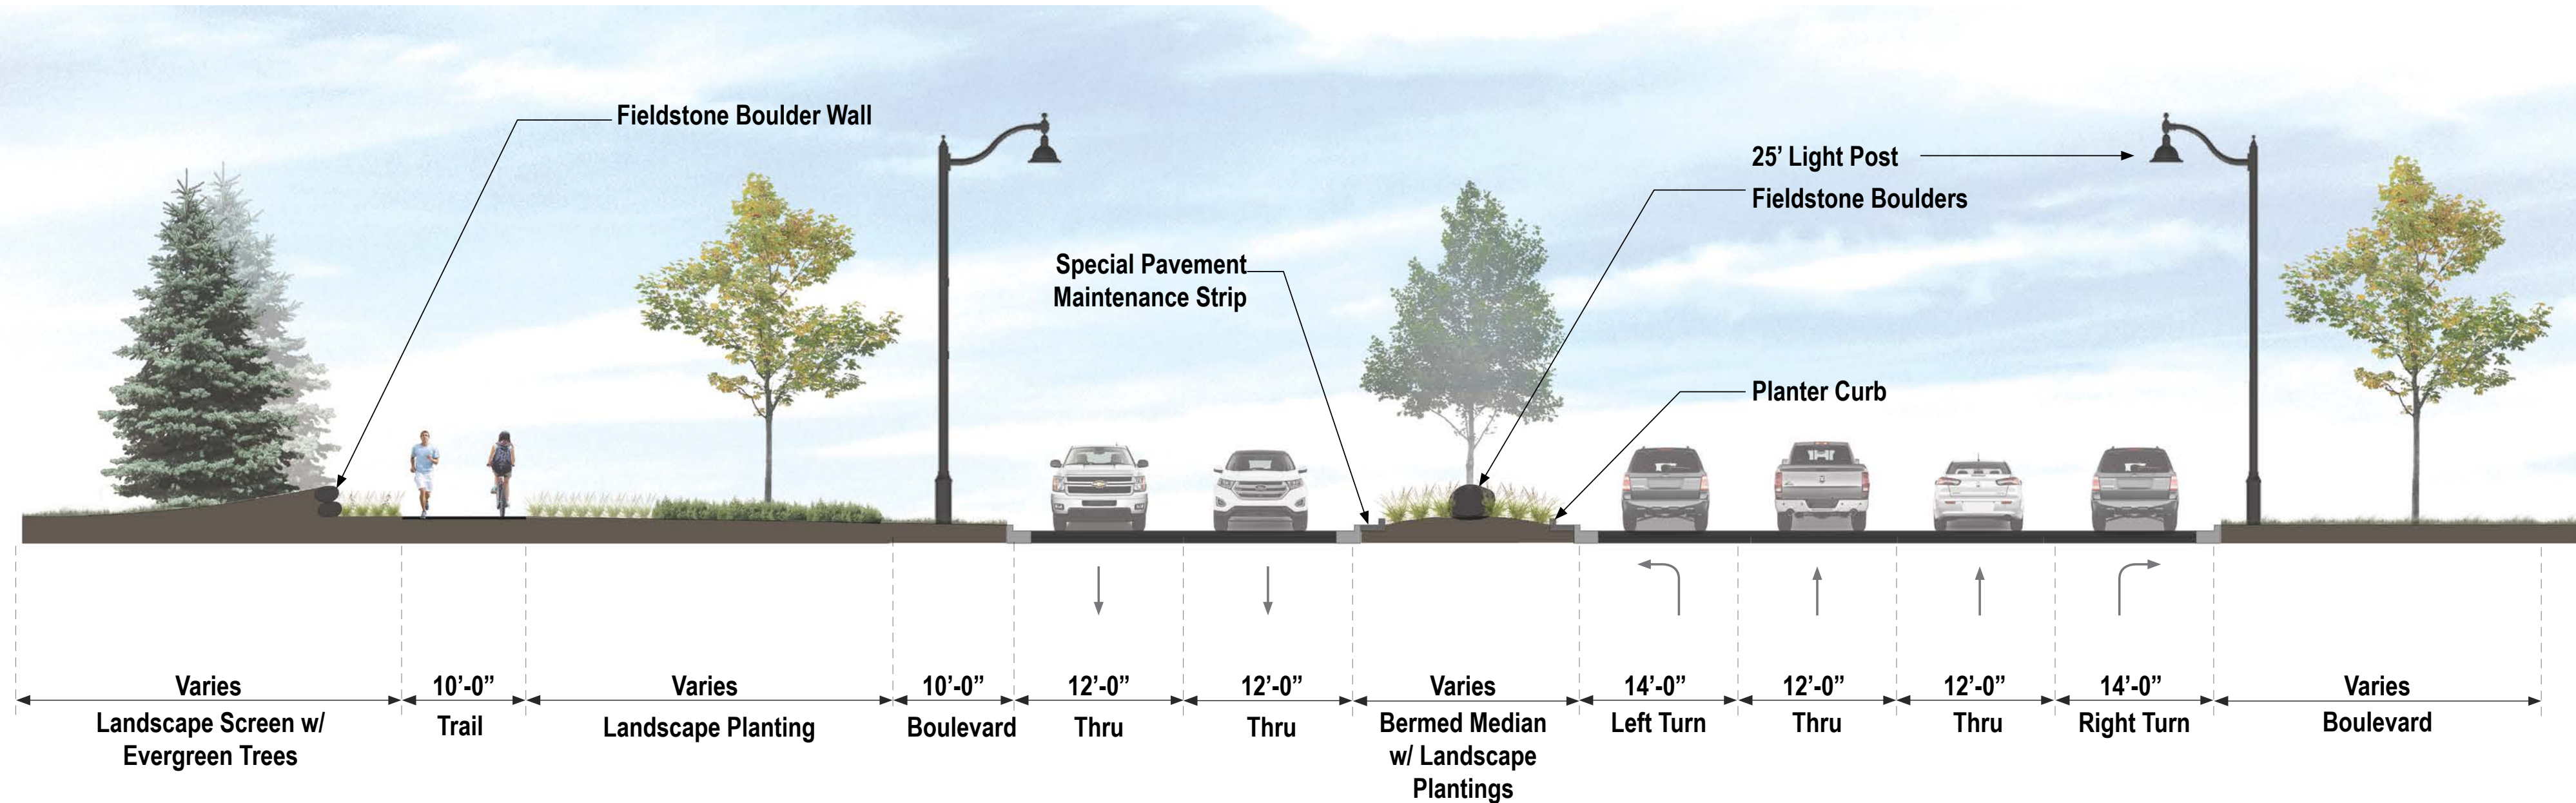 Fieldstone Boulder Wall
25’ Light Post
Fieldstone Boulders
Special Pavement
Maintenance Strip
Planter Curb
Varies
Landscape Screen w/
Evergreen Trees
10’-0”
Trail
Varies
Landscape Planting
10’-0”
Boulevard
12’-0”
Thru
12’-0”
Thru
Varies
Bermed Median
w/ Landscape
Plantings
14’-0”
Left Turn
12’-0”
Thru
12’-0”
Thru
14’-0”
Right Turn
Varies
Boulevard